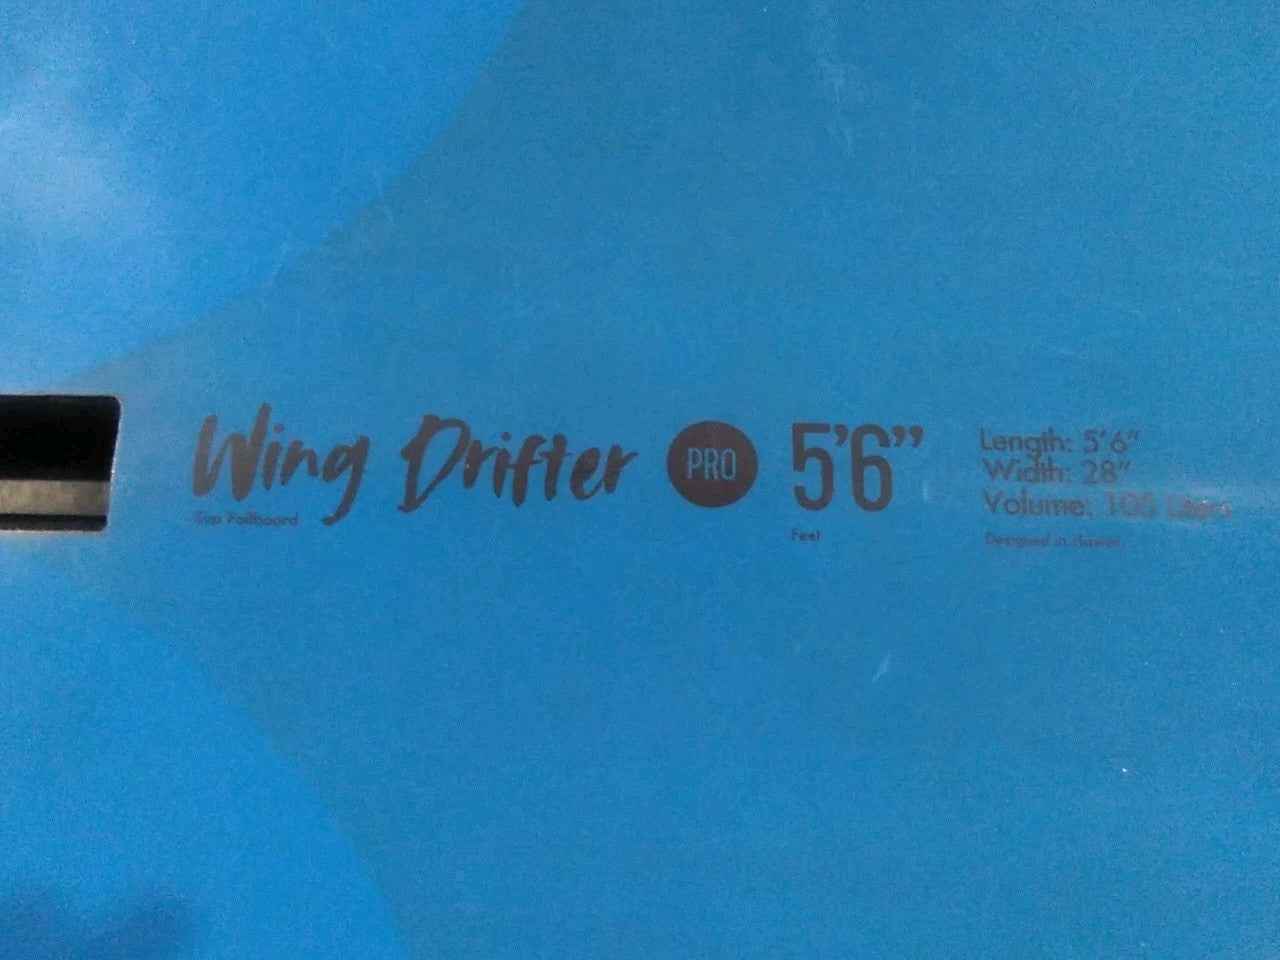 Wing Drifter PRO 5'6”
Sup Foilboard
Feet
Length: 5'6”
Width: 28”
Volume: 105 Liters
Designed in Hawaii